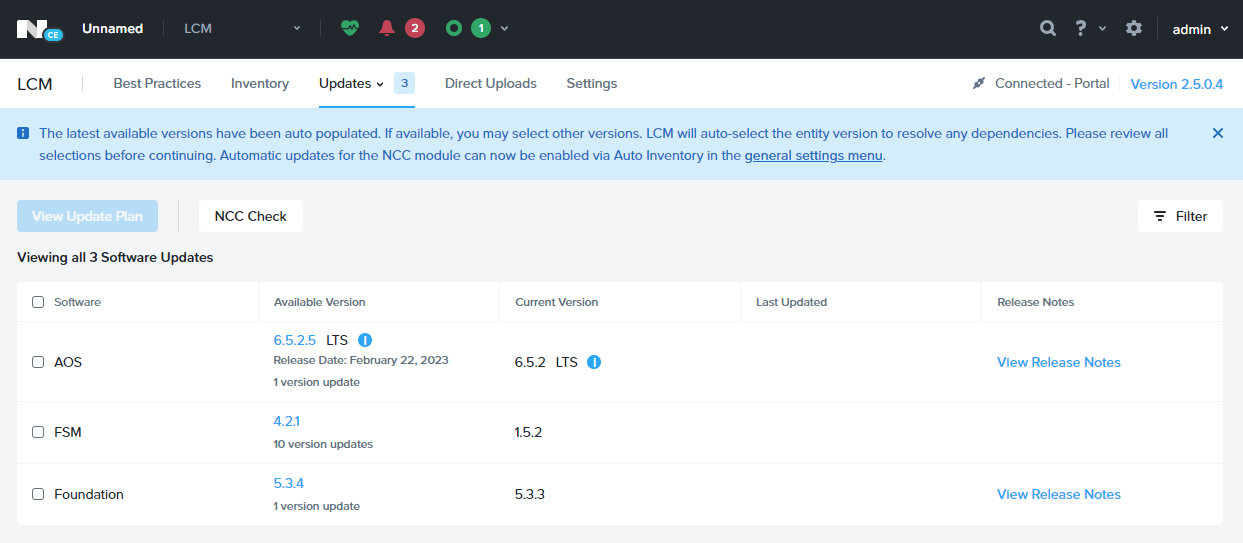 N CE Unnamed LCM 2 1 ? admin
LCM Best Practices Inventory Updates 3 Direct Uploads Settings Connected - Portal Version 2.5.0.4
The latest available versions have been auto populated. If available, you may select other versions. LCM will auto-select the entity version to resolve any dependencies. Please review all
selections before continuing. Automatic updates for the NCC module can now be enabled via Auto Inventory in the general settings menu.
View Update Plan NCC Check Filter
Viewing all 3 Software Updates
Software Available Version Current Version Last Updated Release Notes
6.5.2.5 LTS
AOS Release Date: February 22, 2023 6.5.2 LTS View Release Notes
1 version update
4.2.1
FSM 1.5.2
10 version updates
5.3.4
Foundation 5.3.3 View Release Notes
1 version update